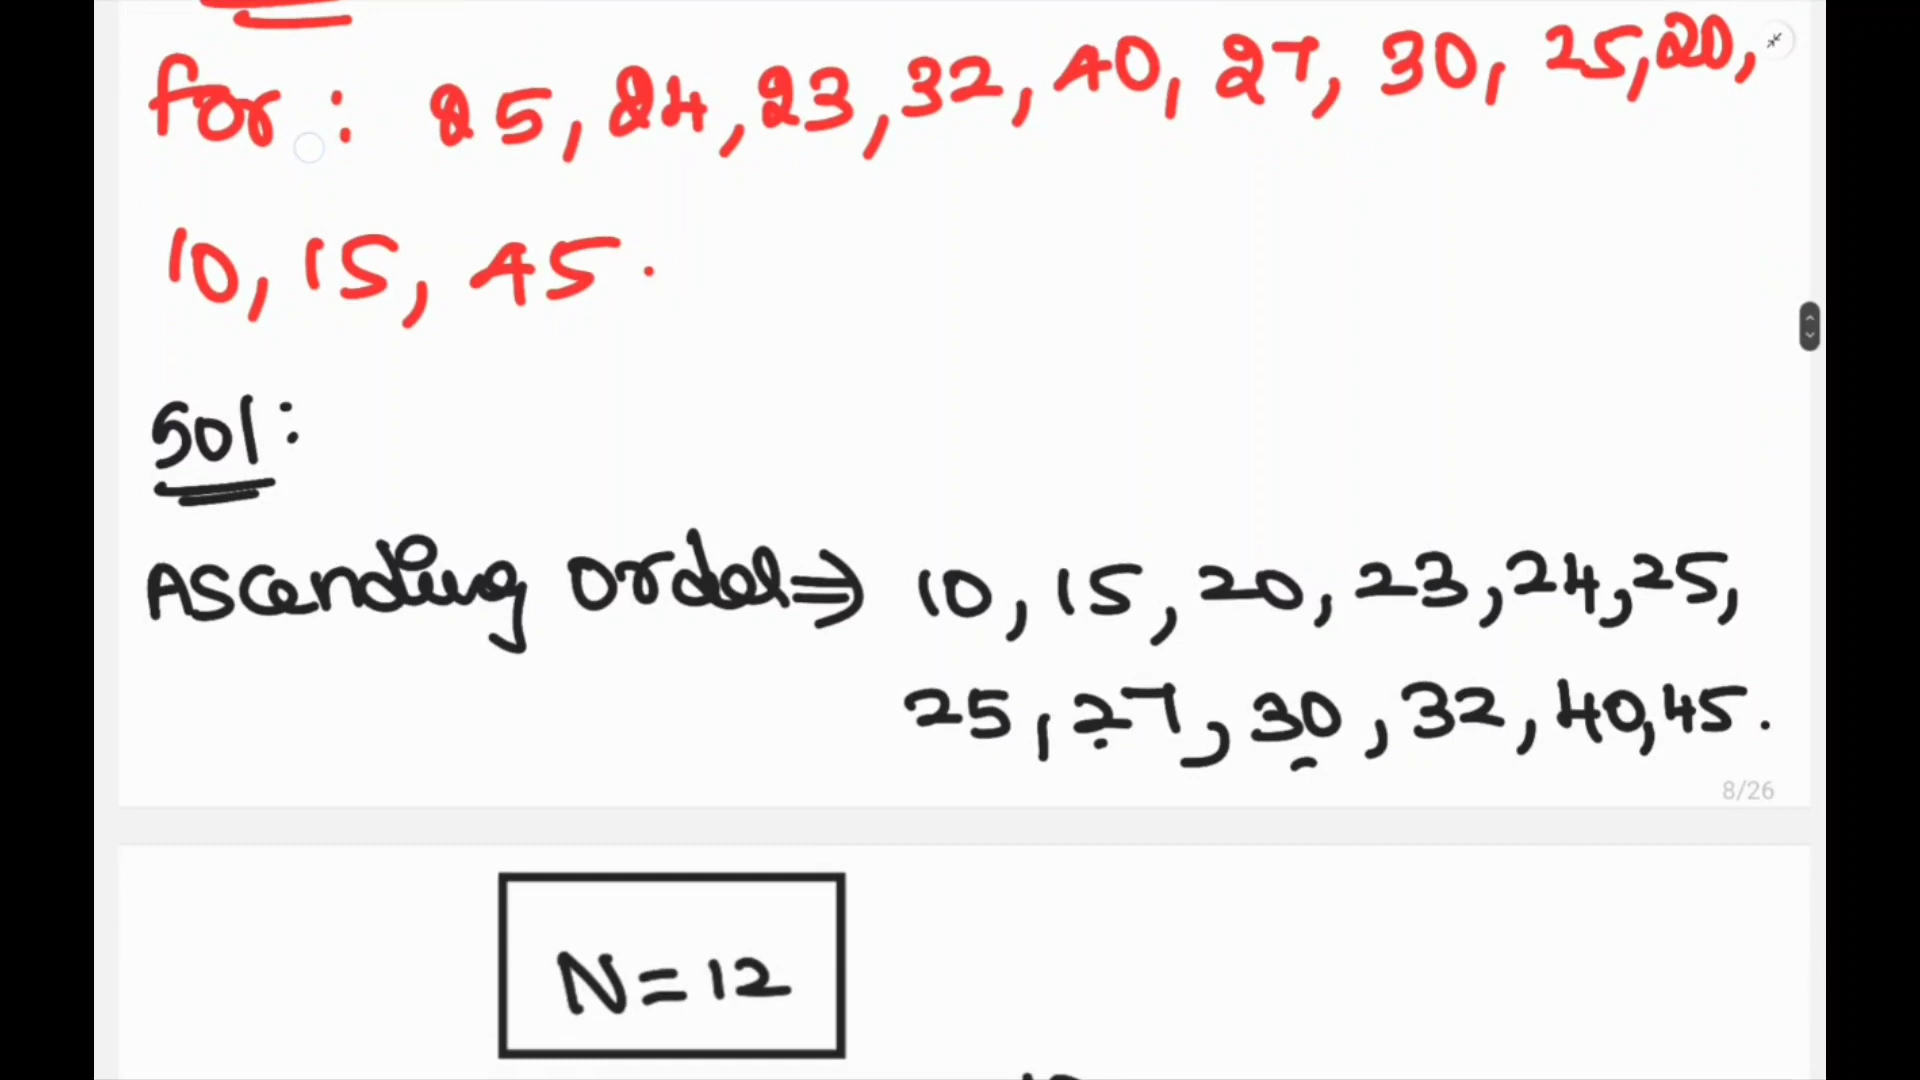 for : 25, 24, 23, 32, 40, 27, 30, 25, 20,
10, 15, 45.
Sol:
Ascending order ⇒ 10, 15, 20, 23, 24, 25,
25, 27, 30, 32, 40, 45.
8/26
N = 12